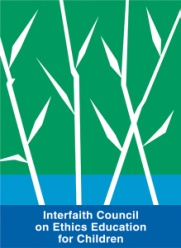 Interfaith Council
on Ethics Education
for Children